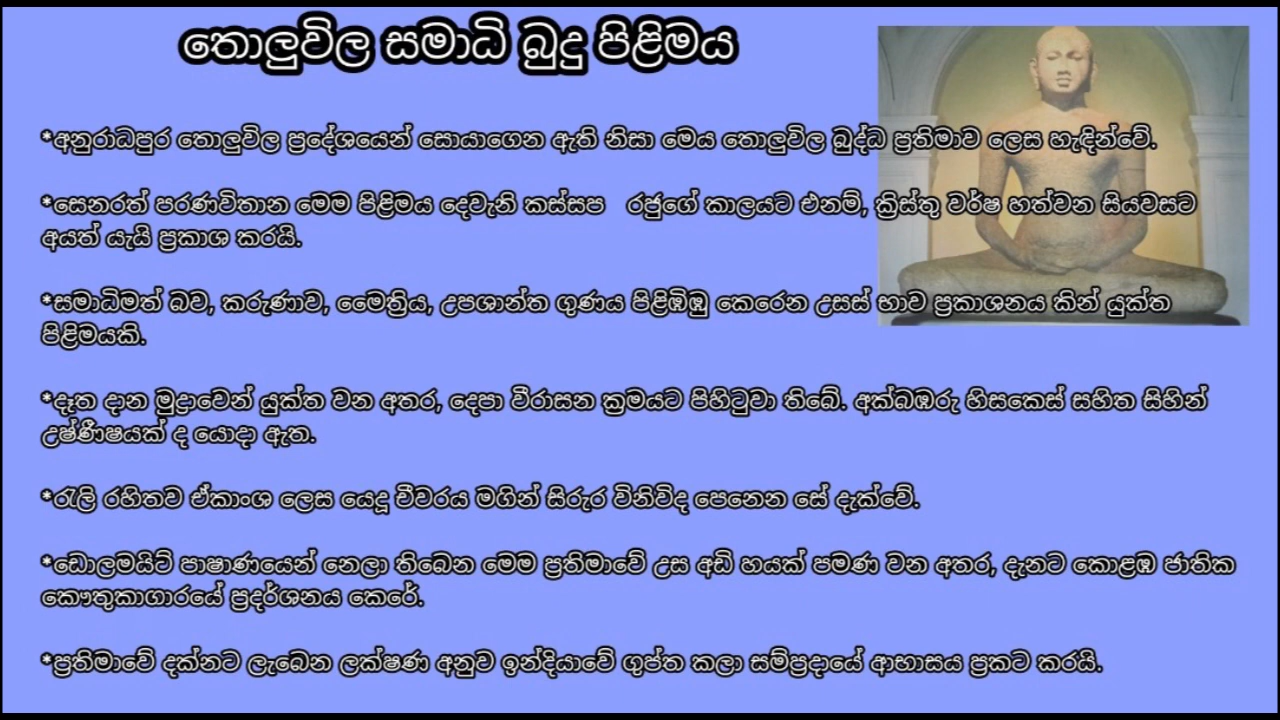 තොලුවිල සමාධි බුදු පිළිමය
*අනුරාධපුර තොලුවිල ප්‍රදේශයෙන් සොයාගෙන ඇති නිසා මෙය තොලුවිල බුද්ධ ප්‍රතිමාව ලෙස හැඳින්වේ.
*සෙනරත් පරණවිතාන මෙම පිළිමය දෙවැනි කස්සප රජුගේ කාලයට එනම්, ක්‍රිස්තු වර්ෂ හත්වන සියවසට
අයත් යැයි ප්‍රකාශ කරයි.
*සමාධිමත් බව, කරුණාව, මෛත්‍රිය, උපශාන්ත ගුණය පිළිඹිඹු කෙරෙන උසස් භාව ප්‍රකාශනය කින් යුක්ත
පිළිමයකි.
*දෑත දාන මුද්‍රාවෙන් යුක්ත වන අතර, දෙපා වීරාසන ක්‍රමයට පිහිටුවා තිබේ. අක්බඹරු හිසකෙස් සහිත සිහින්
උෂ්ණීෂයක් ද යොදා ඇත.
*රැලි රහිතව ඒකාංශ ලෙස යෙදූ චීවරය මගින් සිරුර විනිවිද පෙනෙන සේ දැක්වේ.
*ඩොලමයිට් පාෂාණයෙන් නෙලා තිබෙන මෙම ප්‍රතිමාවේ උස අඩි හයක් පමණ වන අතර, දැනට කොළඹ ජාතික
කෞතුකාගාරයේ ප්‍රදර්ශනය කෙරේ.
*ප්‍රතිමාවේ දක්නට ලැබෙන ලක්ෂණ අනුව ඉන්දියාවේ ගුප්ත කලා සම්ප්‍රදායේ ආභාසය ප්‍රකට කරයි.